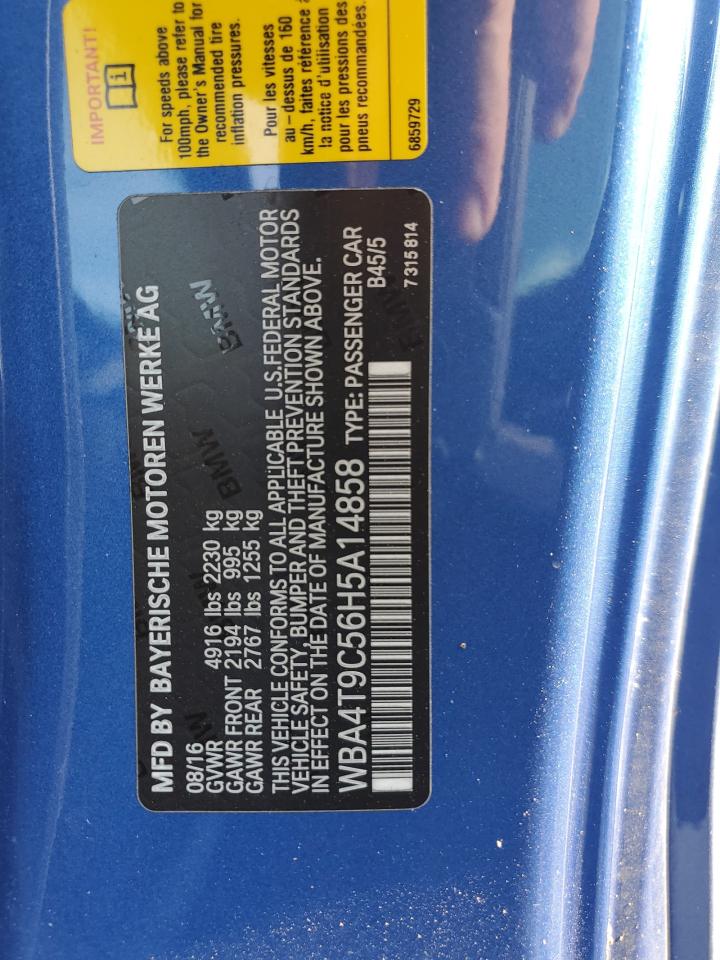 IMPORTANT!
i
For speeds above
100mph, please refer to
the Owner's Manual for
recommended tire
inflation pressures.
Pour les vitesses
au - dessus de 160
km/h, faites référence
la notice d'utilisation
pour les pressions des
pneus recommandées.
6859729
MFD BY BAYERISCHE MOTOREN WERKE AG
08/16
GVWR 4916 lbs 2230 kg
GAWR FRONT 2194 lbs 995 kg
GAWR REAR 2767 lbs 1255 kg
THIS VEHICLE CONFORMS TO ALL APPLICABLE U.S.FEDERAL MOTOR
VEHICLE SAFETY, BUMPER AND THEFT PREVENTION STANDARDS
IN EFFECT ON THE DATE OF MANUFACTURE SHOWN ABOVE.
WBA4T9C56H5A14858 TYPE: PASSENGER CAR
B45/5
7315814
BMW
BMW
BMW